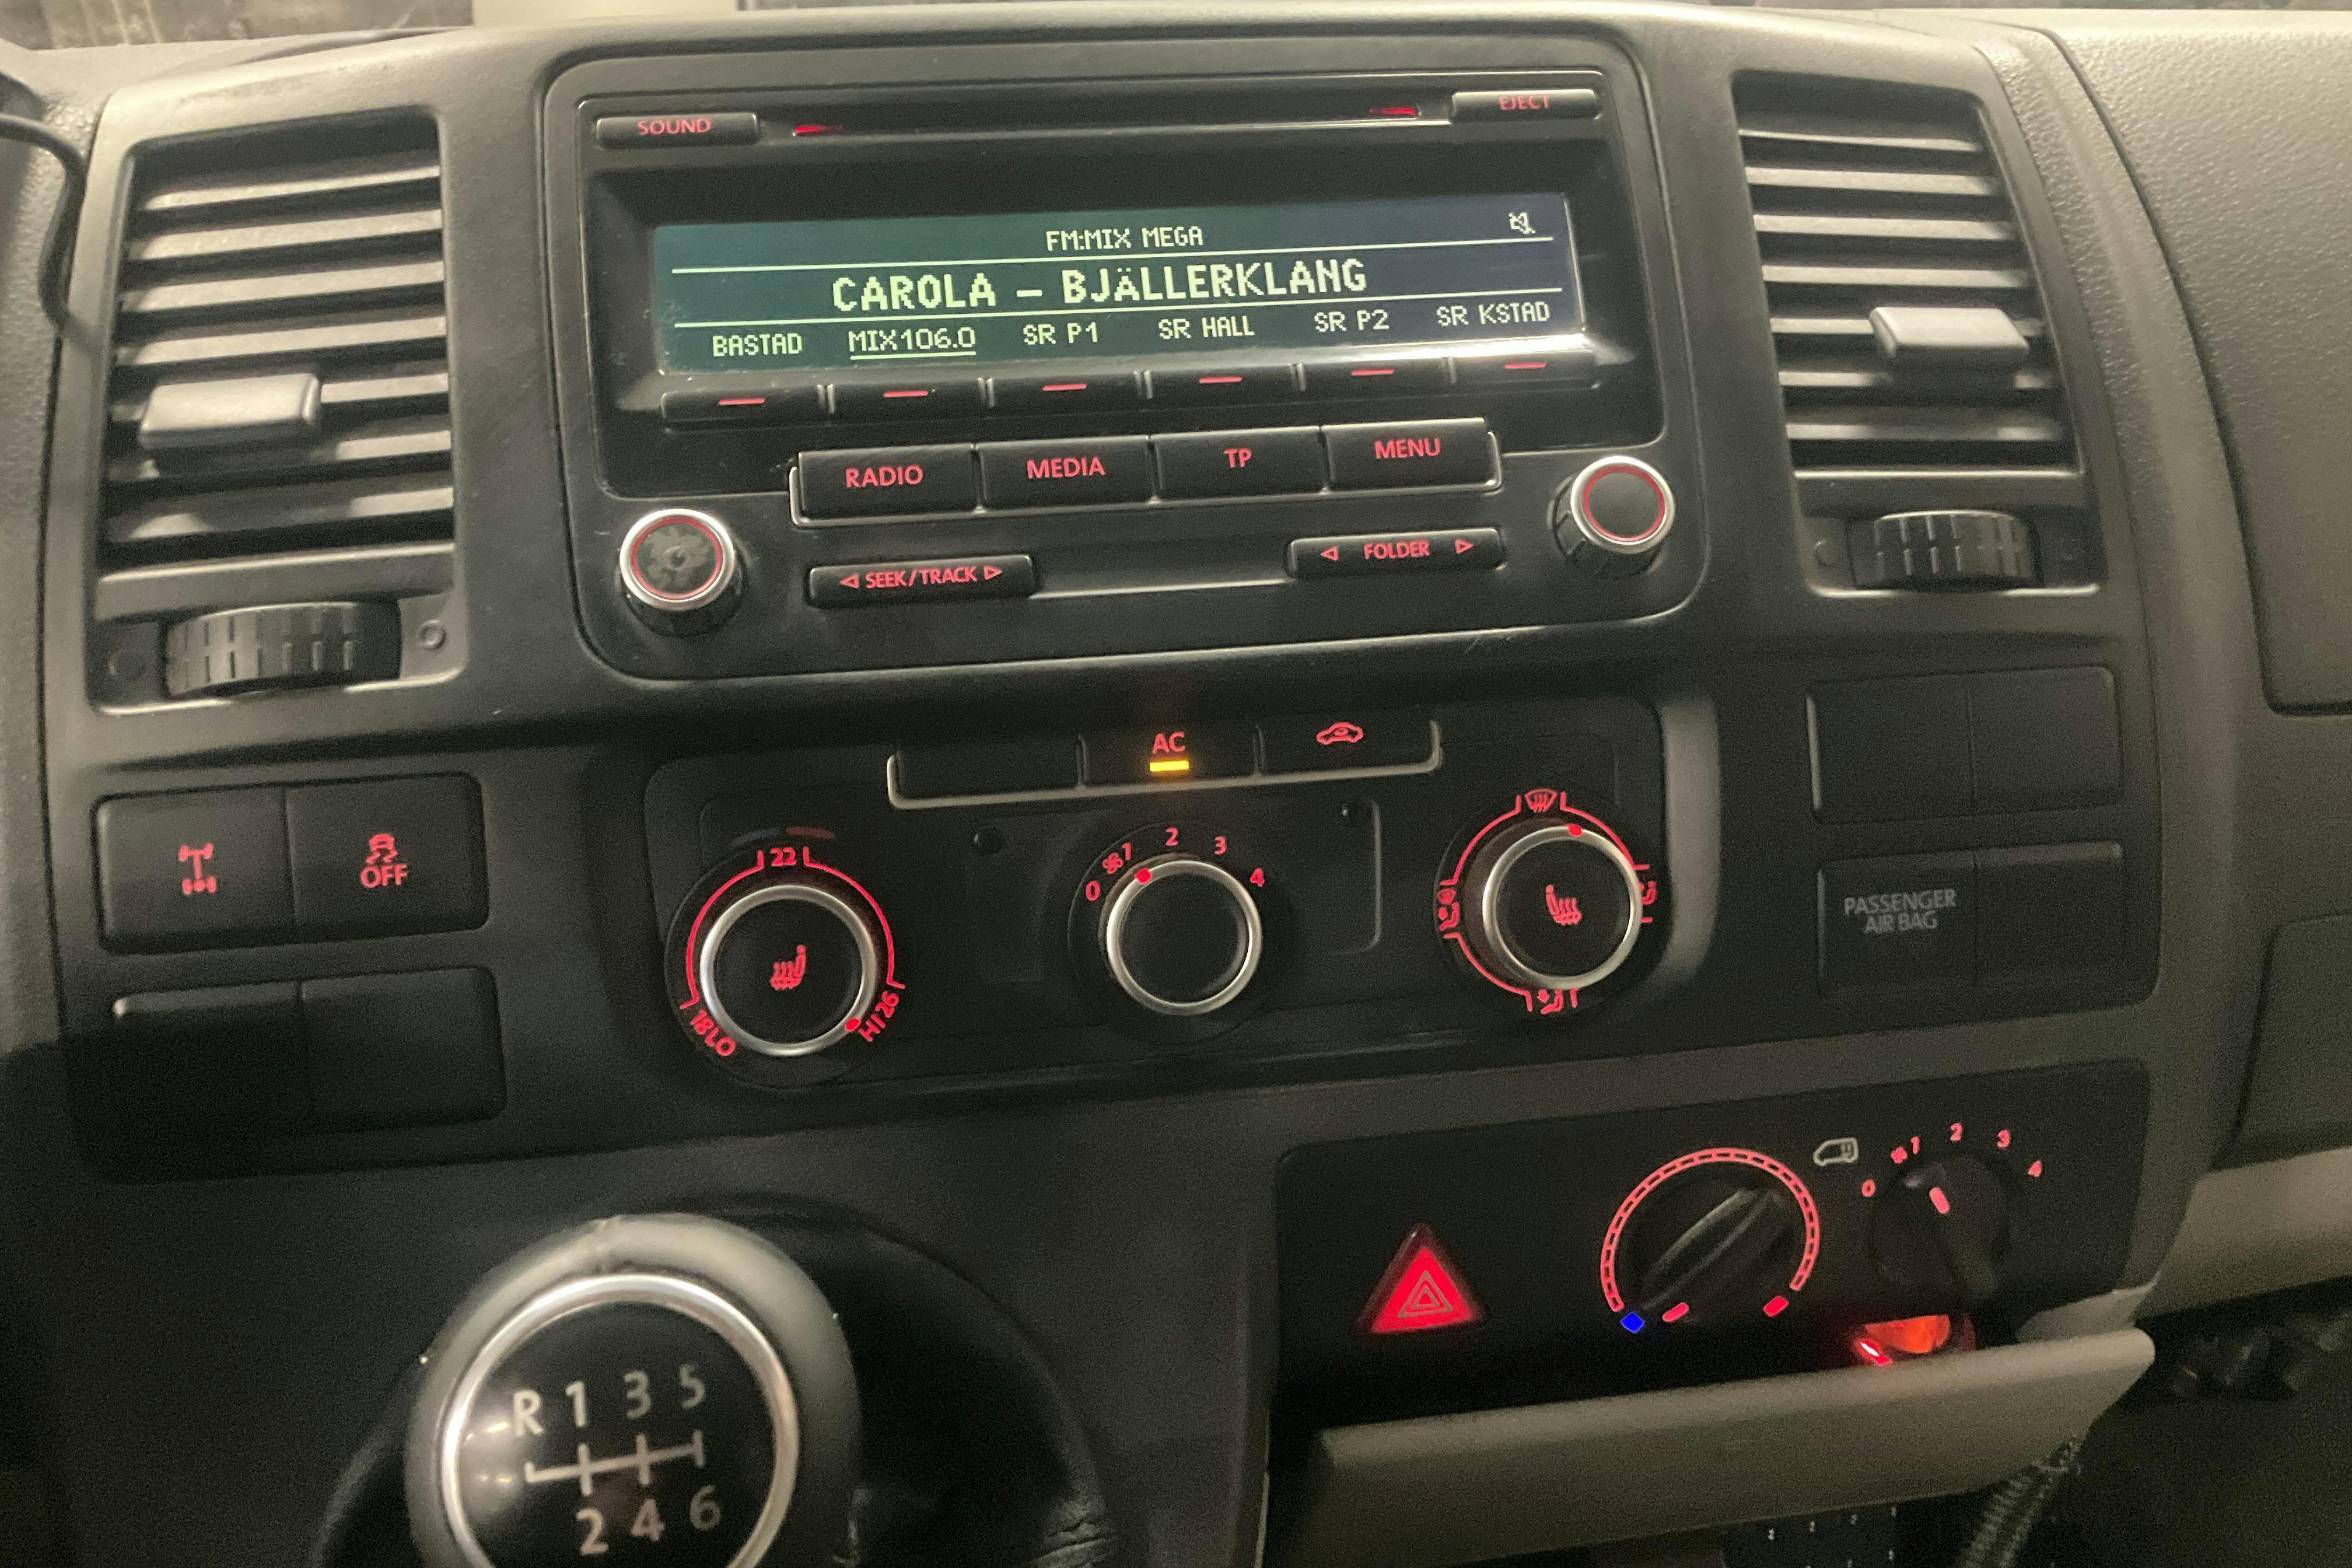 SOUND
EJECT
FM:MIX MEGA
CAROLA - BJÄLLERKLANG
BASTAD MIX106.0 SR P1 SR HALL SR P2 SR KSTAD
RADIO MEDIA TP MENU
SEEK/TRACK
FOLDER
AC
OFF
22
18 LO
HI 26
0 1 2 3 4
PASSENGER
AIR BAG
0 1 2 3 4
R 1 3 5
2 4 6